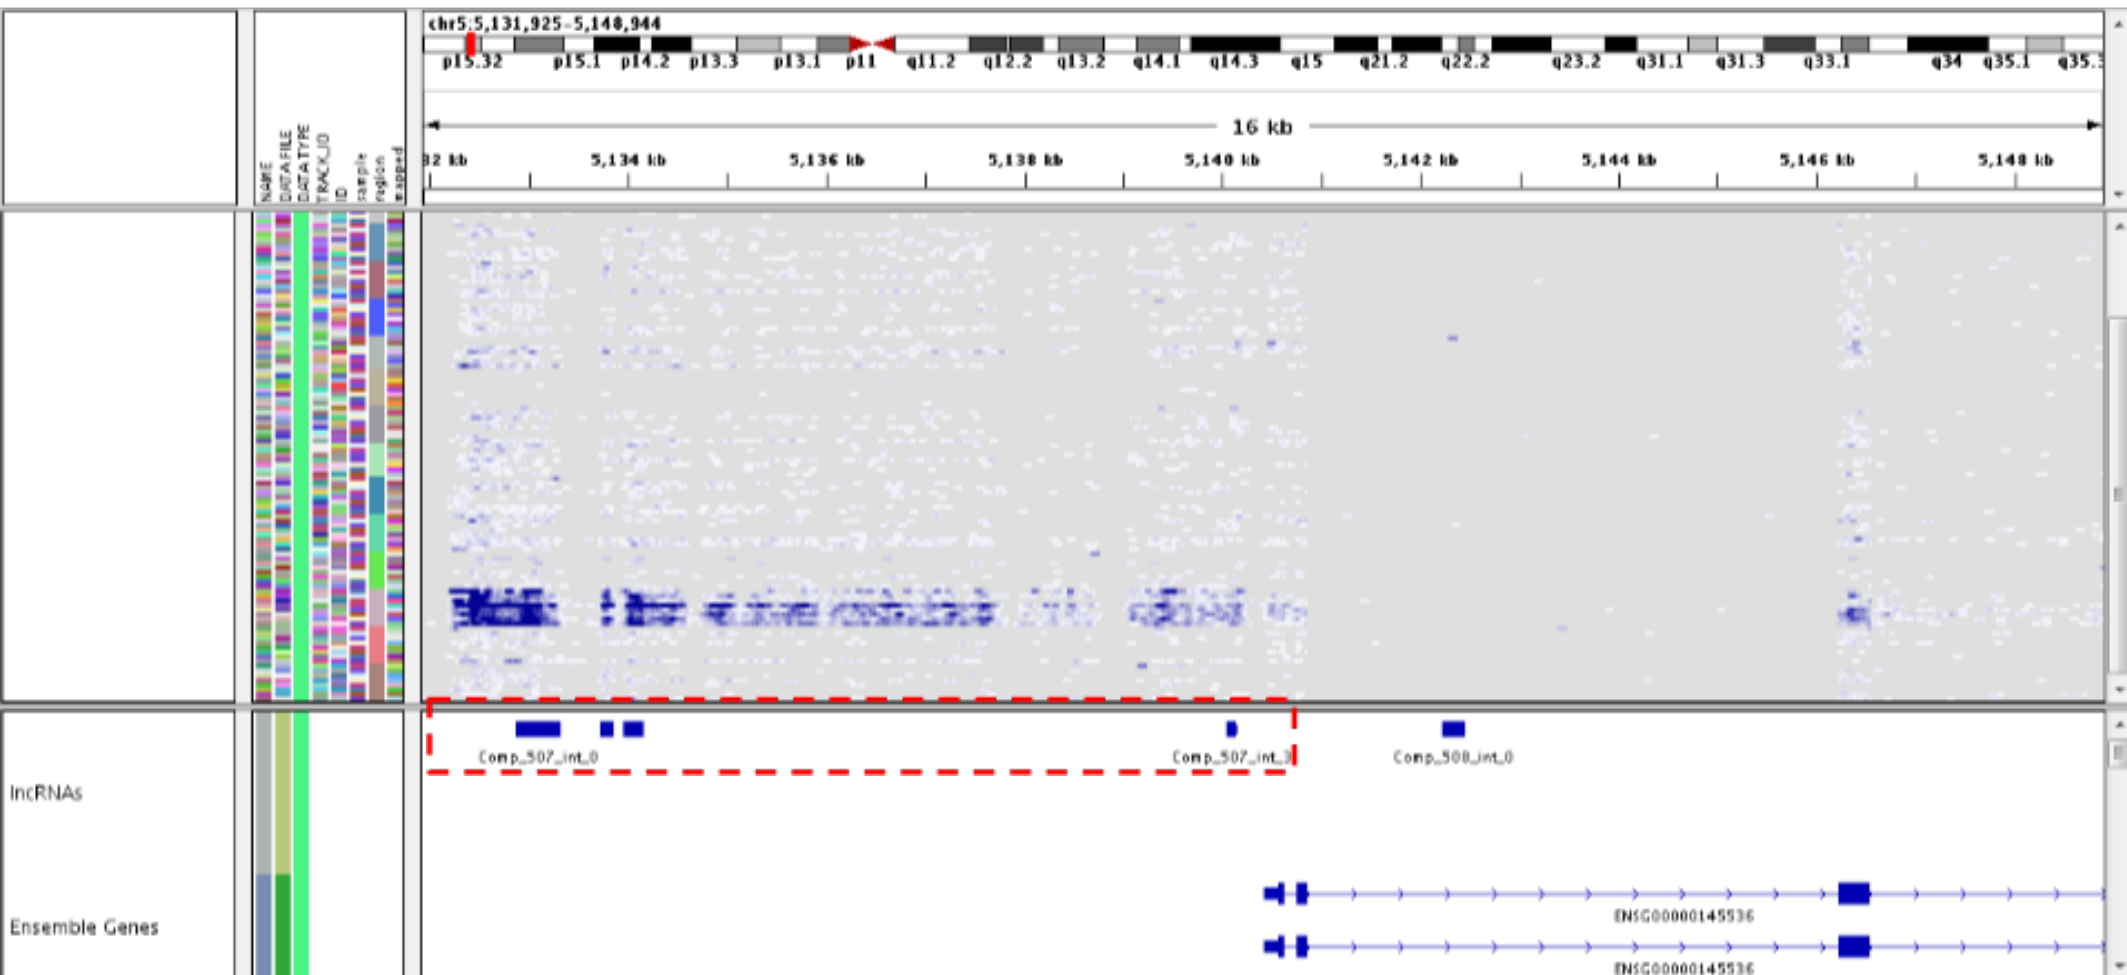 chr5:5,131,925-5,148,944
p15.32 p15.1 p14.2 p13.3 p13.1 p11 q11.2 q12.2 q13.2 q14.1 q14.3 q15 q21.2 q22.2 q23.2 q31.1 q31.3 q33.1 q34 q35.1 q35.3
16 kb
32 kb 5,134 kb 5,136 kb 5,138 kb 5,140 kb 5,142 kb 5,144 kb 5,146 kb 5,148 kb
NAME
DATA FILE
DATA TYPE
TRACK_ID
ID
sample
region
mapped
Comp_507_int_0 Comp_507_int_3 Comp_508_int_0
lncRNAs
Ensemble Genes
ENSG00000145536
ENSG00000145536